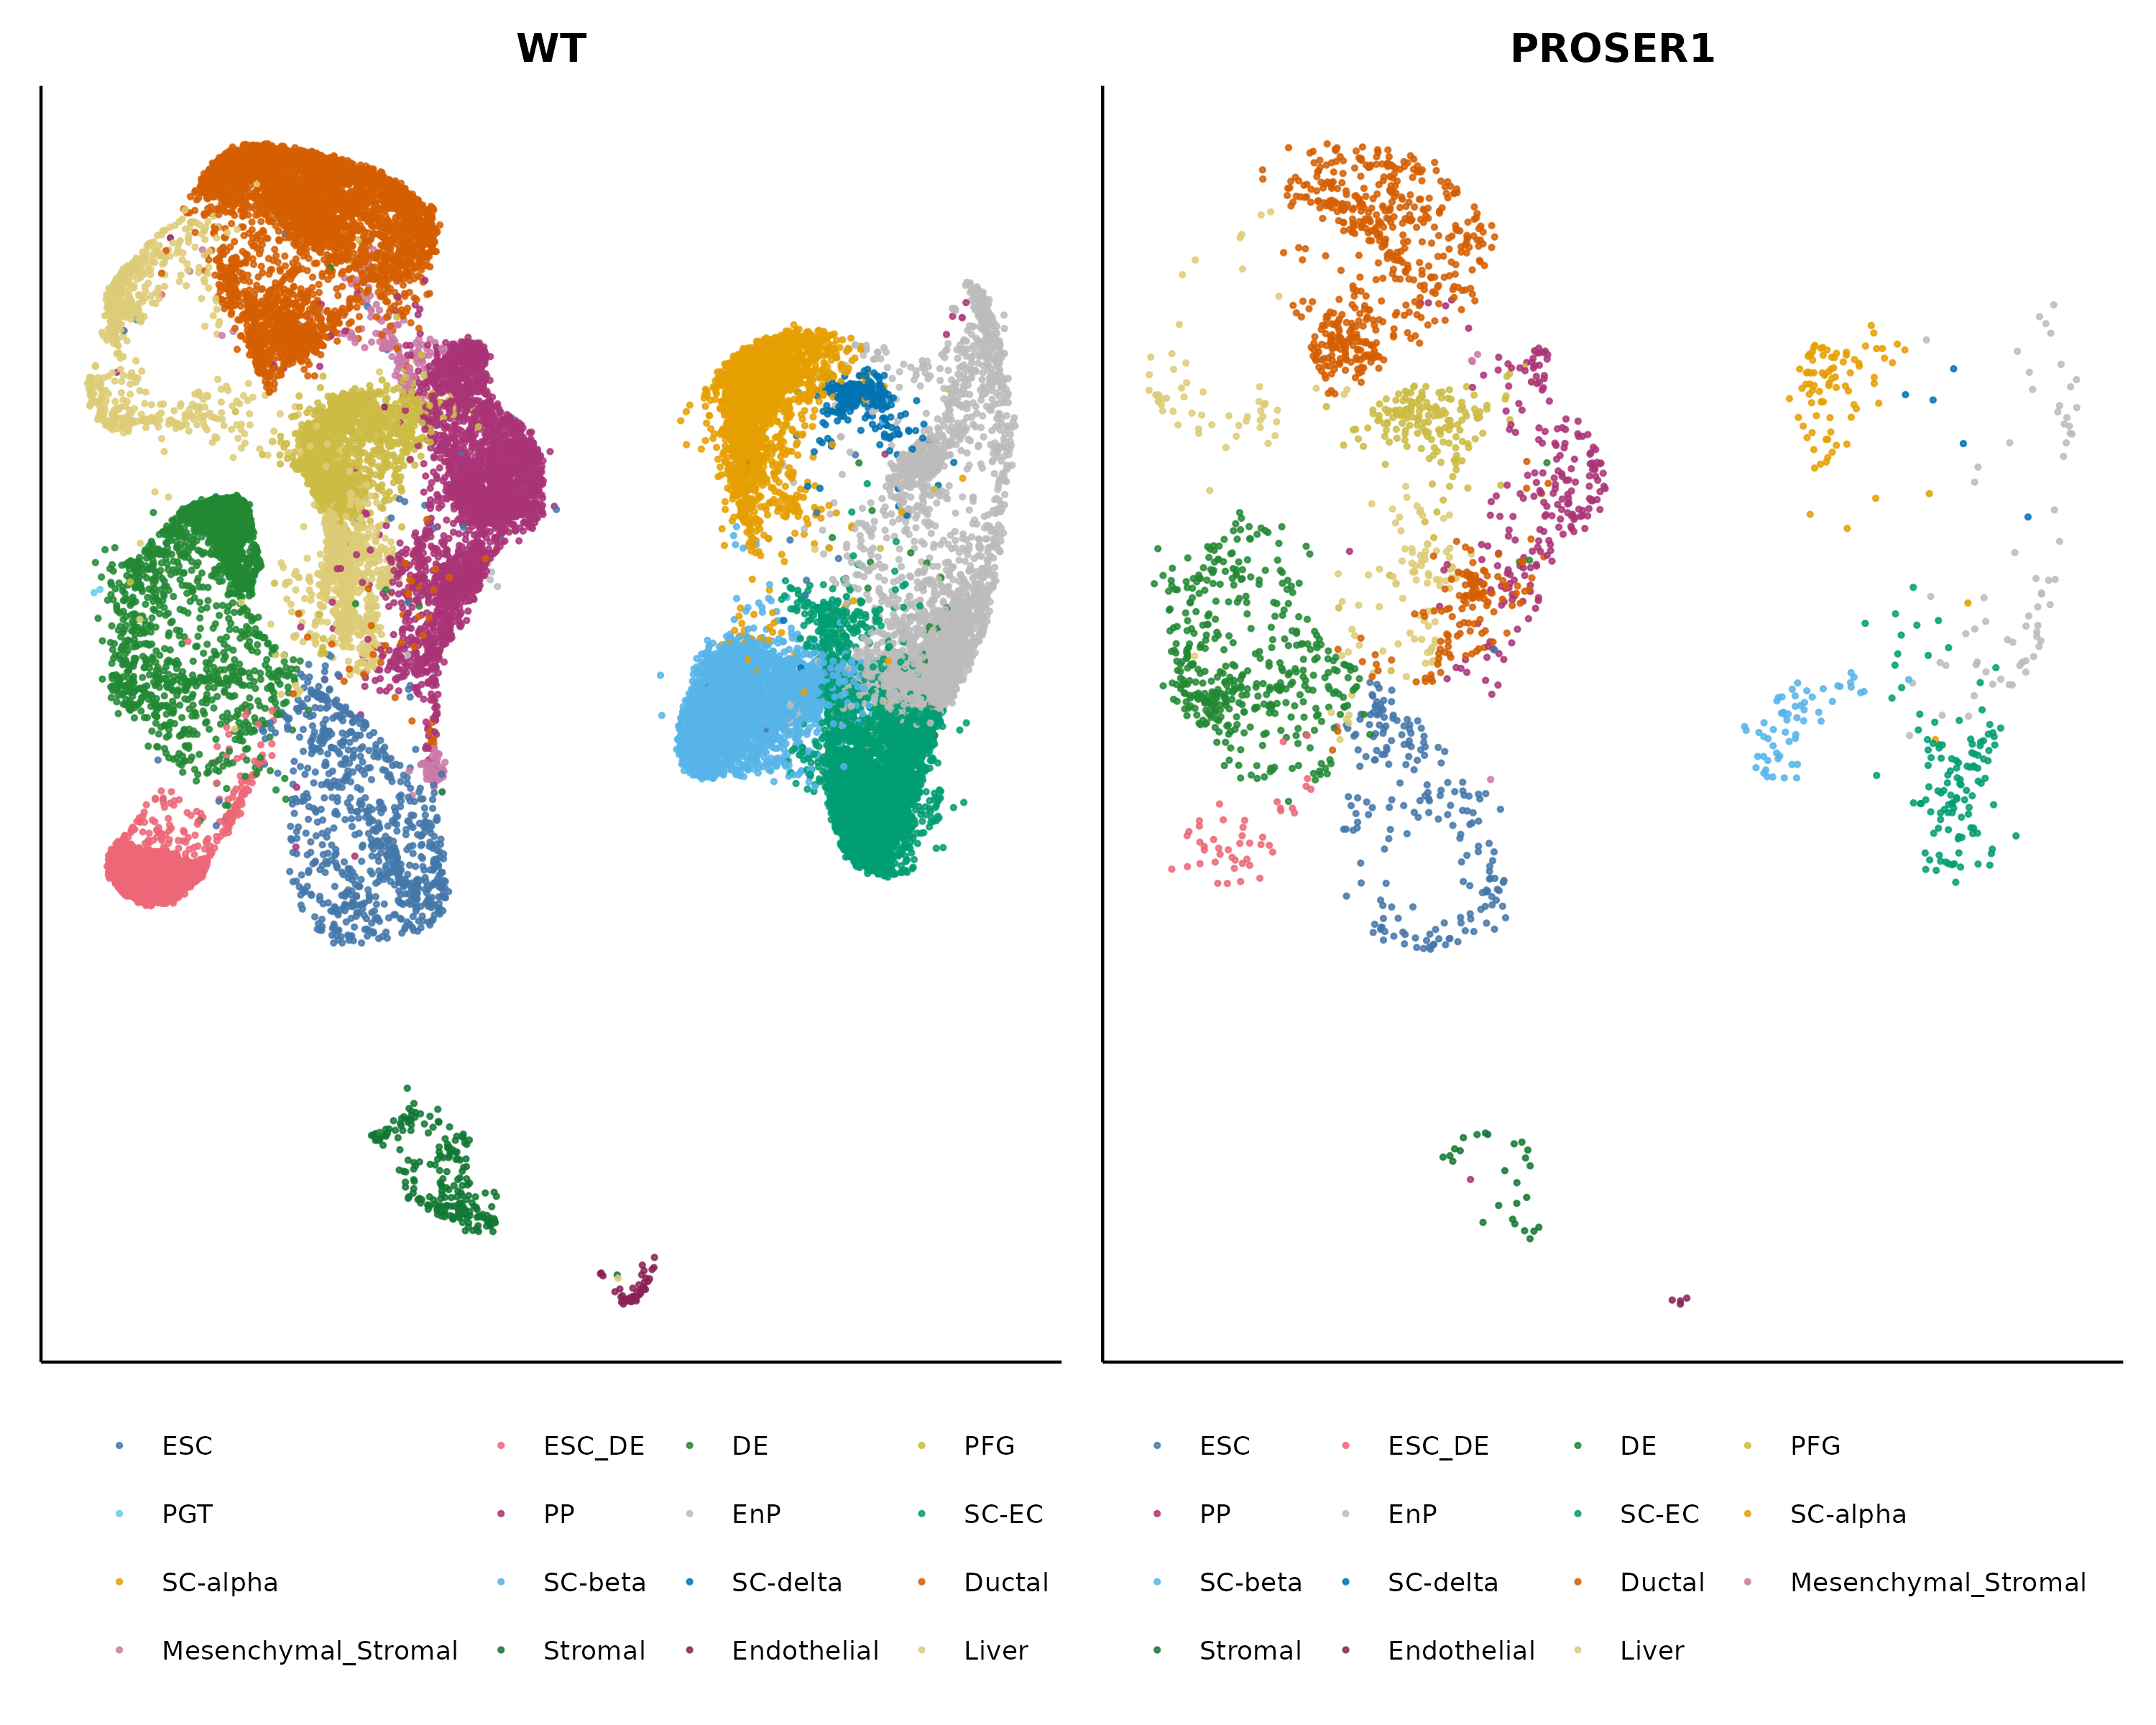 WT
PROSER1
ESC ESC_DE DE PFG
PGT PP EnP SC-EC
SC-alpha SC-beta SC-delta Ductal
Mesenchymal_Stromal Stromal Endothelial Liver
ESC ESC_DE DE PFG
PP EnP SC-EC SC-alpha
SC-beta SC-delta Ductal Mesenchymal_Stromal
Stromal Endothelial Liver